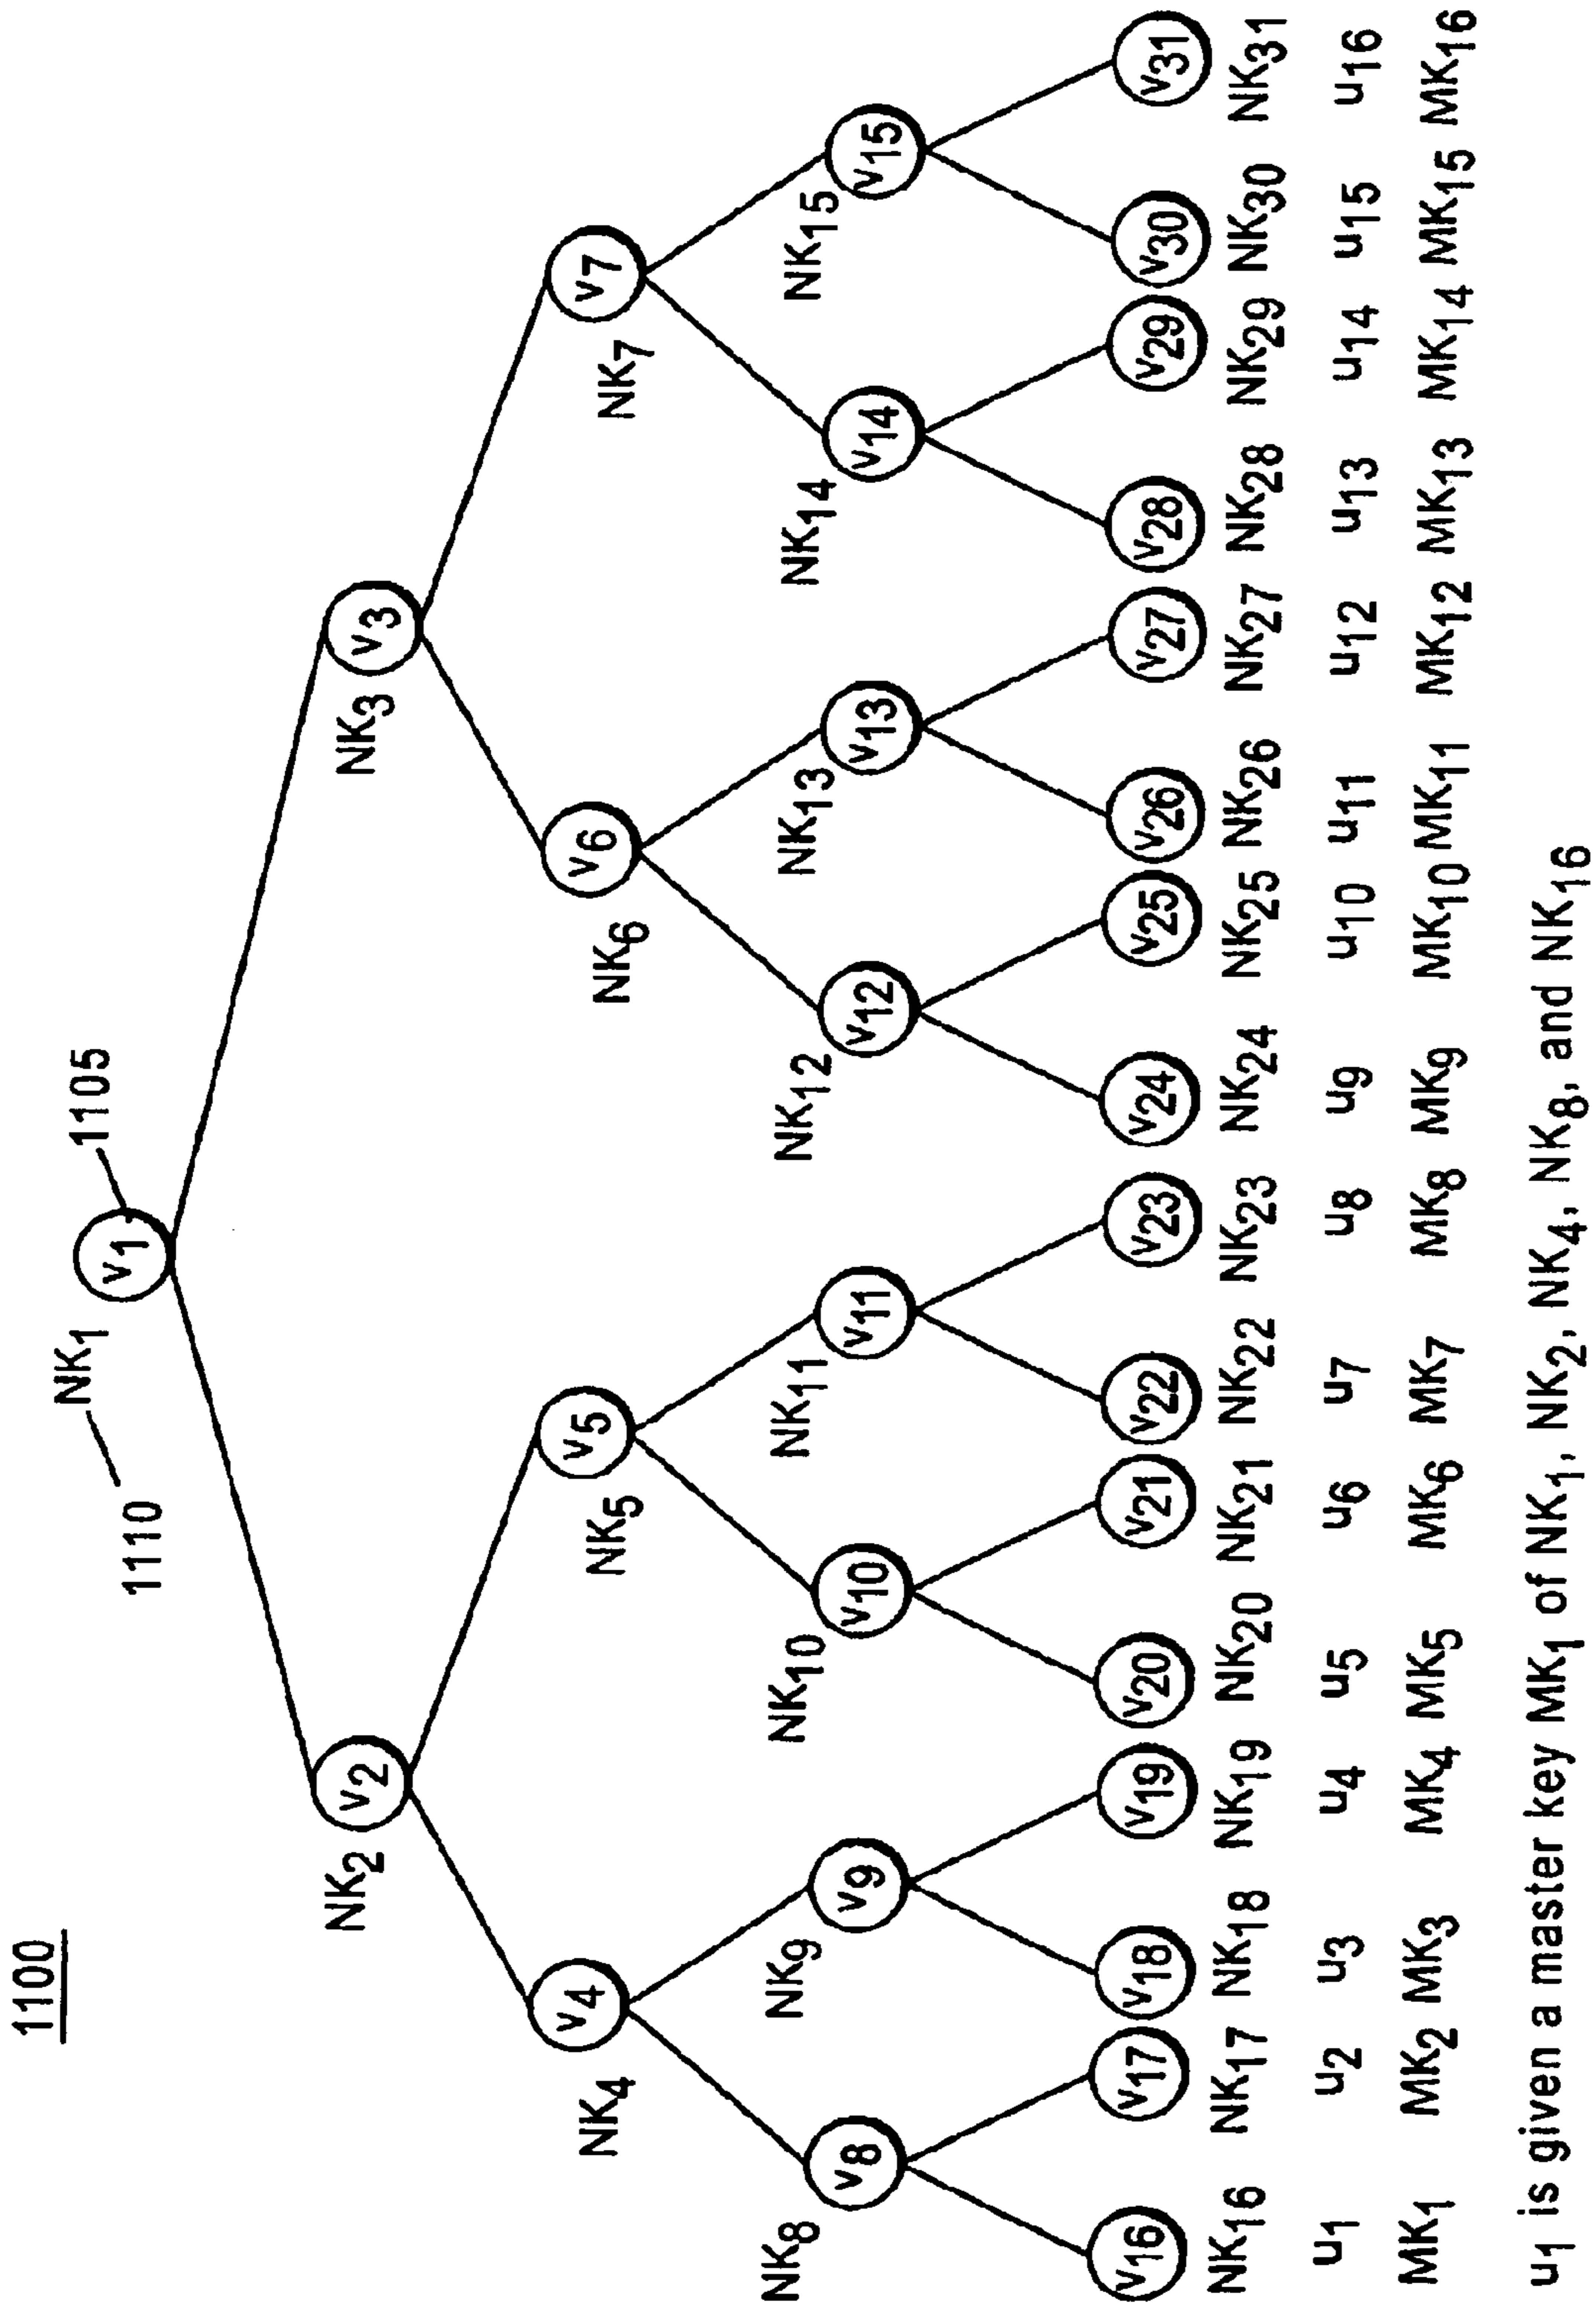 1100
NK1
1110
1105
v1
NK2
v2
NK3
v3
NK4
v4
NK5
v5
NK6
v6
NK7
v7
NK8
v8
NK9
v9
NK10
v10
NK11
v11
NK12
v12
NK13
v13
NK14
v14
NK15
v15
v16 v17 v18 v19 v20 v21 v22 v23 v24 v25 v26 v27 v28 v29 v30 v31
NK16 NK17 NK18 NK19 NK20 NK21 NK22 NK23 NK24 NK25 NK26 NK27 NK28 NK29 NK30 NK31
u1 u2 u3 u4 u5 u6 u7 u8 u9 u10 u11 u12 u13 u14 u15 u16
MK1 MK2 MK3 MK4 MK5 MK6 MK7 MK8 MK9 MK10 MK11 MK12 MK13 MK14 MK15 MK16
u1 is given a master key MK1 of NK1, NK2, NK4, NK8, and NK16